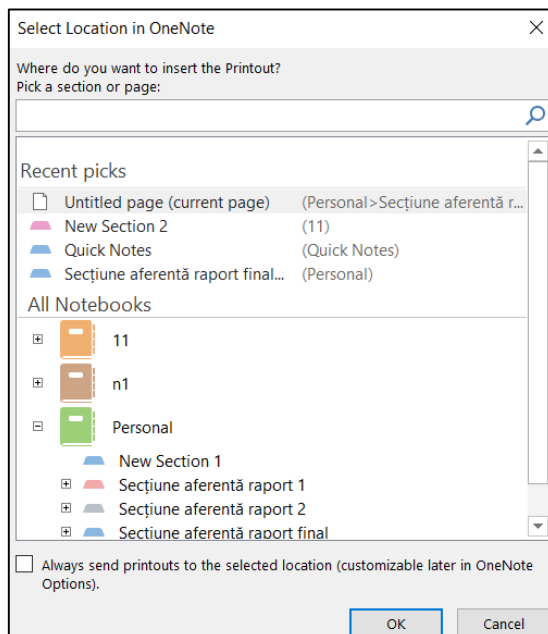 Select Location in OneNote
Where do you want to insert the Printout?
Pick a section or page:
Recent picks
Untitled page (current page) (Personal>Secțiune aferentă r...
New Section 2 (11)
Quick Notes (Quick Notes)
Secțiune aferentă raport final... (Personal)
All Notebooks
11
n1
Personal
New Section 1
Secțiune aferentă raport 1
Secțiune aferentă raport 2
Secțiune aferentă raport final
Always send printouts to the selected location (customizable later in OneNote
Options).
OK Cancel